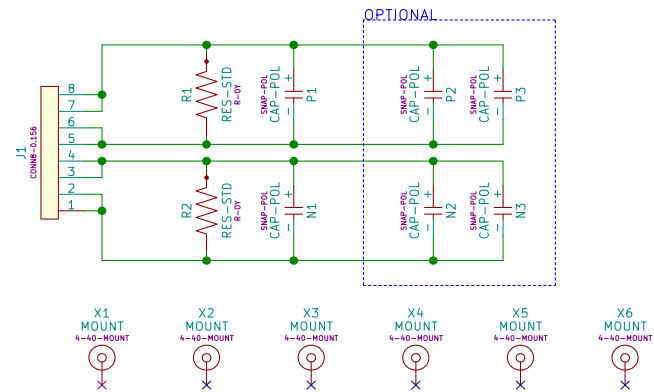 OPTIONAL
J1
CONN8-0.156
8
7
6
5
4
3
2
1
R1
RES-STD
R-OY
SNAP-POL
CAP-POL
+
-
P1
SNAP-POL
CAP-POL
+
-
P2
SNAP-POL
CAP-POL
+
-
P3
R2
RES-STD
R-OY
SNAP-POL
CAP-POL
+
-
N1
SNAP-POL
CAP-POL
+
-
N2
SNAP-POL
CAP-POL
+
-
N3
X1
MOUNT
4-40-MOUNT
X2
MOUNT
4-40-MOUNT
X3
MOUNT
4-40-MOUNT
X4
MOUNT
4-40-MOUNT
X5
MOUNT
4-40-MOUNT
X6
MOUNT
4-40-MOUNT